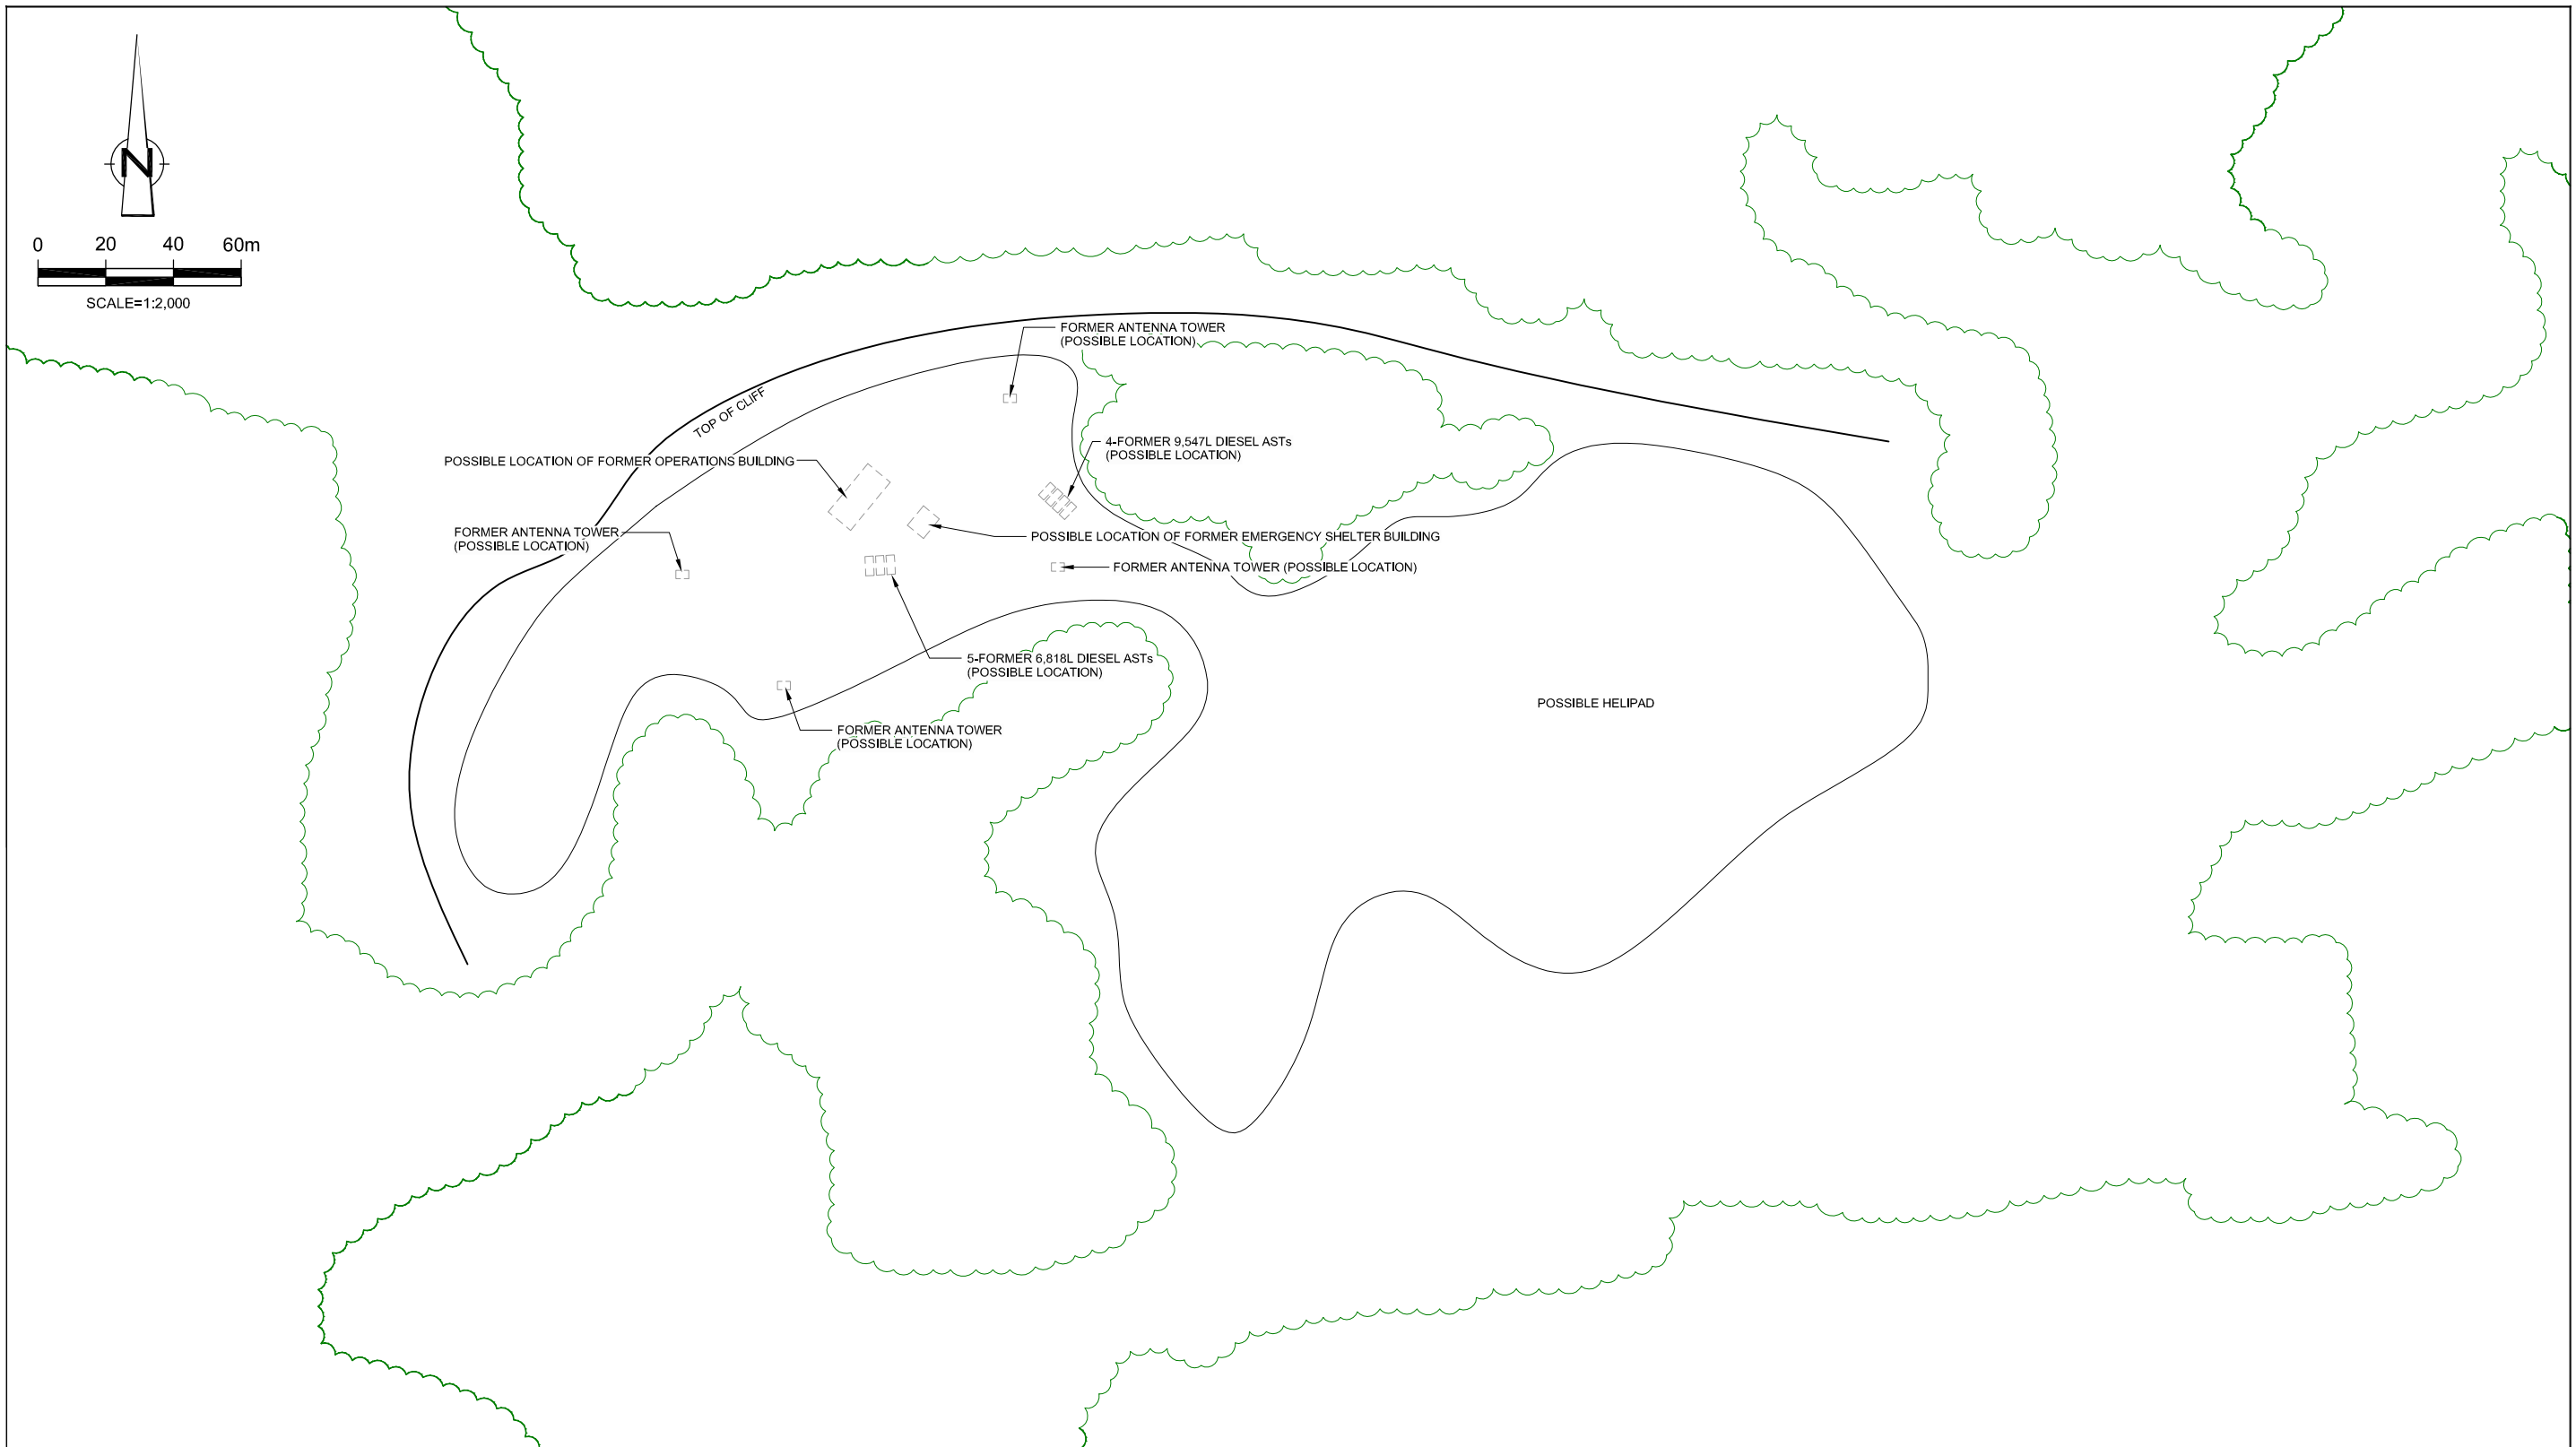 N
0 20 40 60m
SCALE=1:2,000
FORMER ANTENNA TOWER
(POSSIBLE LOCATION)
TOP OF CLIFF
4-FORMER 9,547L DIESEL ASTs
(POSSIBLE LOCATION)
POSSIBLE LOCATION OF FORMER OPERATIONS BUILDING
FORMER ANTENNA TOWER
(POSSIBLE LOCATION)
POSSIBLE LOCATION OF FORMER EMERGENCY SHELTER BUILDING
FORMER ANTENNA TOWER (POSSIBLE LOCATION)
5-FORMER 6,818L DIESEL ASTs
(POSSIBLE LOCATION)
POSSIBLE HELIPAD
FORMER ANTENNA TOWER
(POSSIBLE LOCATION)